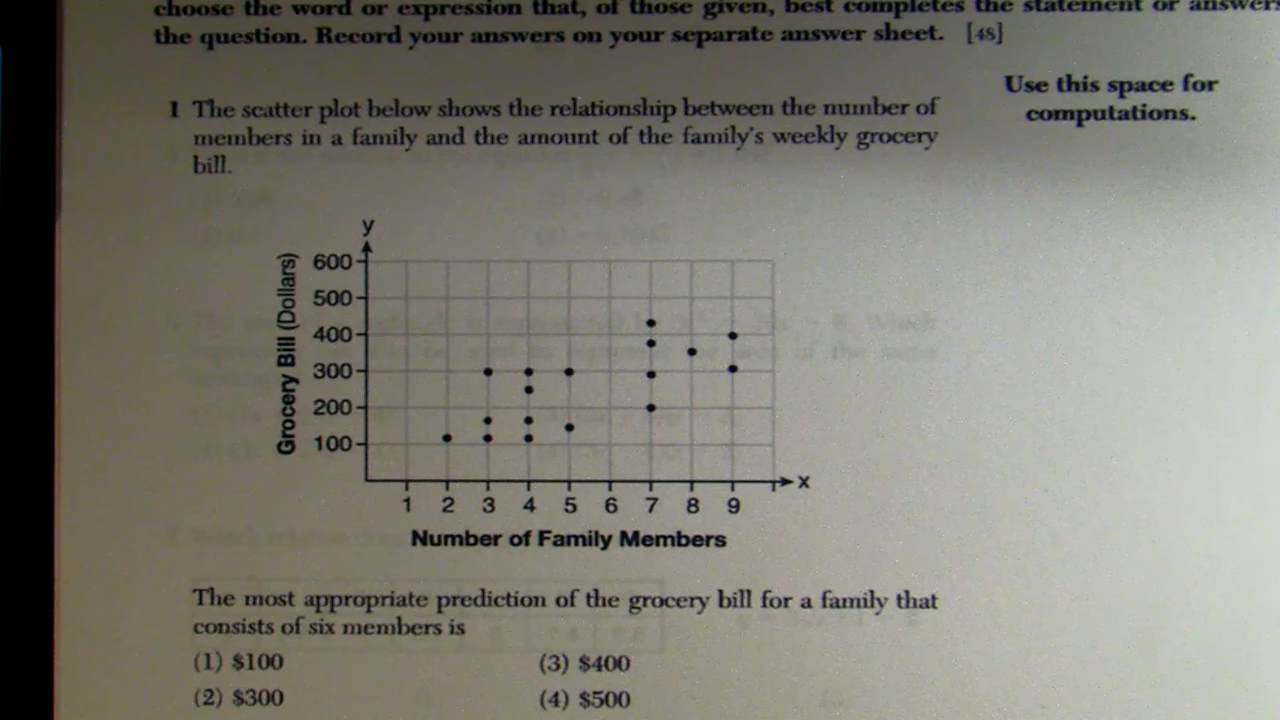 choose the word or expression that, of those given, best completes the statement or answers
the question. Record your answers on your separate answer sheet. [48]
Use this space for
computations.
1 The scatter plot below shows the relationship between the number of
members in a family and the amount of the family's weekly grocery
bill.
y
Grocery Bill (Dollars)
600
500
400
300
200
100
x
1 2 3 4 5 6 7 8 9
Number of Family Members
The most appropriate prediction of the grocery bill for a family that
consists of six members is
(1) $100 (3) $400
(2) $300 (4) $500